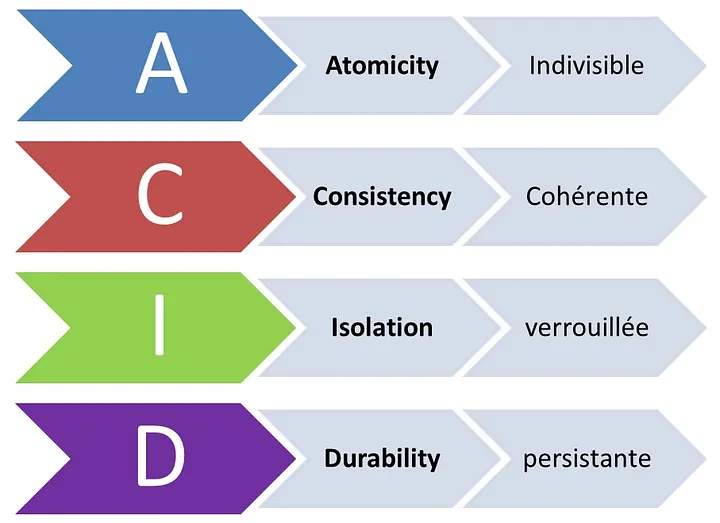 A Atomicity Indivisible
C Consistency Cohérente
I Isolation verrouillée
D Durability persistante